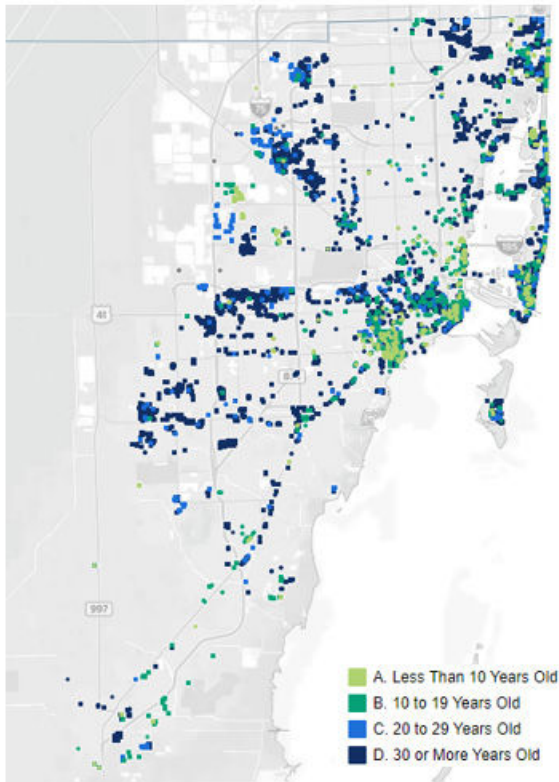 195
41
997
A. Less Than 10 Years Old
B. 10 to 19 Years Old
C. 20 to 29 Years Old
D. 30 or More Years Old